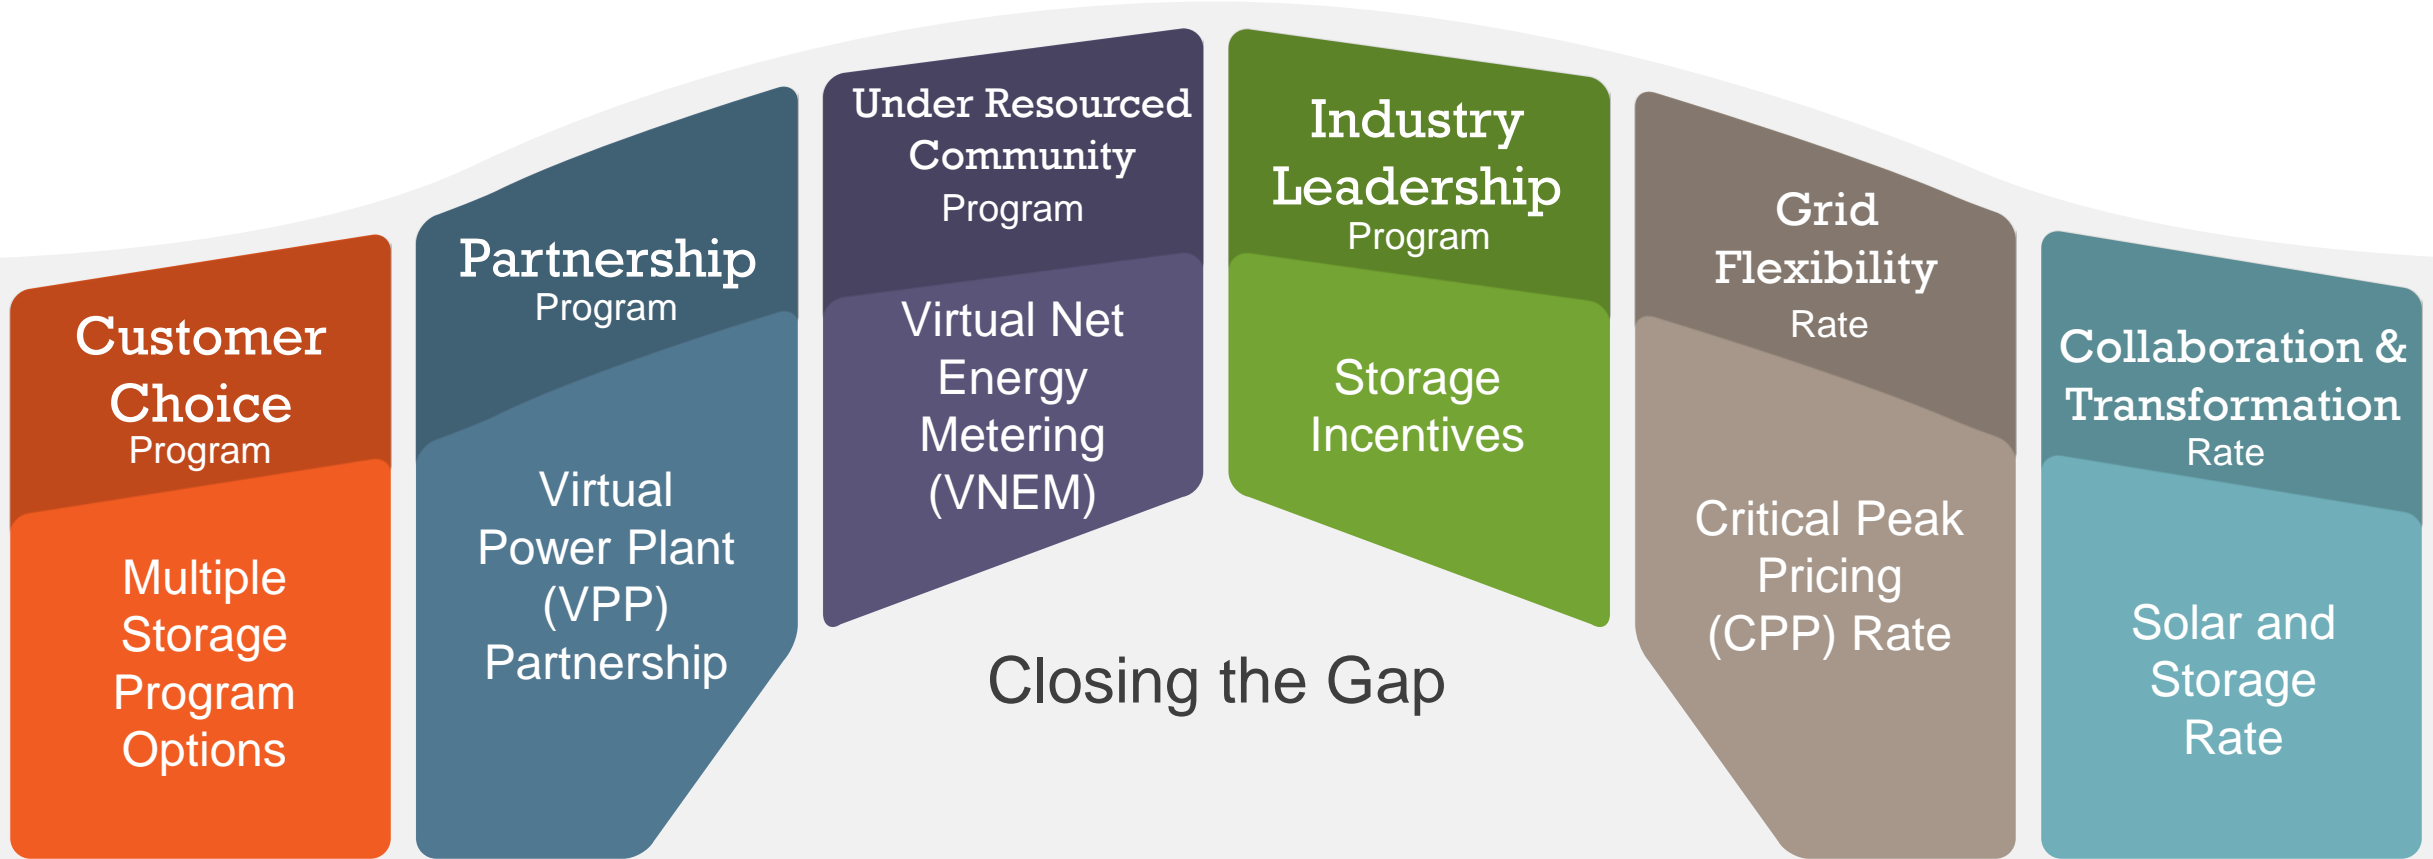 Customer
Choice
Program
Multiple
Storage
Program
Options
Partnership
Program
Virtual
Power Plant
(VPP)
Partnership
Under Resourced
Community
Program
Virtual Net
Energy
Metering
(VNEM)
Industry
Leadership
Program
Storage
Incentives
Grid
Flexibility
Rate
Critical Peak
Pricing
(CPP) Rate
Collaboration &
Transformation
Rate
Solar and
Storage
Rate
Closing the Gap